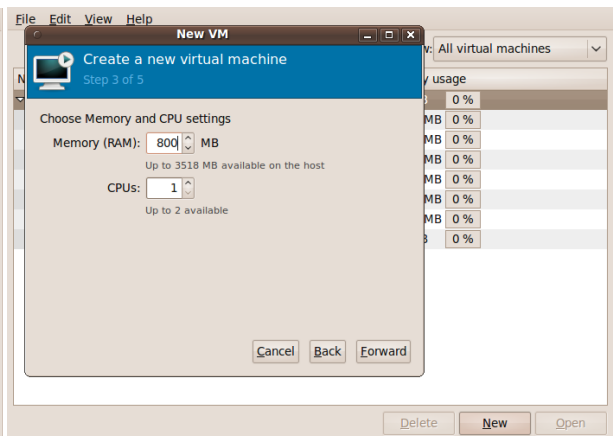 File Edit View Help
New VM
Create a new virtual machine
Step 3 of 5
All virtual machines
usage
Choose Memory and CPU settings
Memory (RAM): 800 MB
Up to 3518 MB available on the host
CPUs: 1
Up to 2 available
0 %
MB 0 %
MB 0 %
MB 0 %
MB 0 %
MB 0 %
MB 0 %
0 %
Cancel Back Forward
Delete New Open